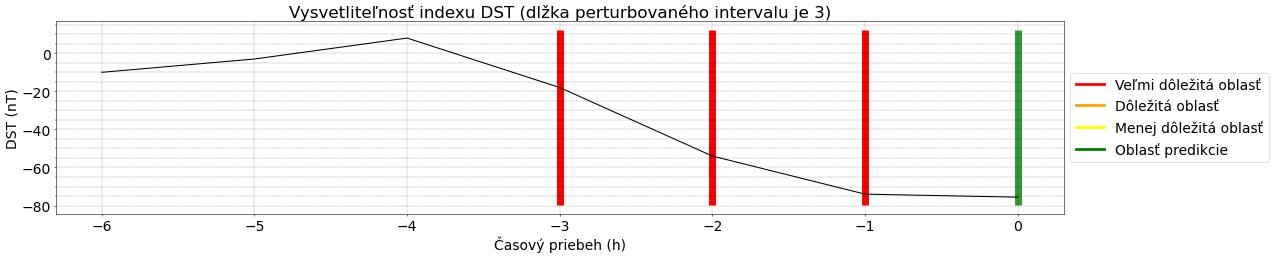 Vysvetliteľnosť indexu DST (dĺžka perturbovaného intervalu je 3)
DST (nT)
0
−20
−40
−60
−80
−6
−5
−4
−3
−2
−1
0
Časový priebeh (h)
Veľmi dôležitá oblasť
Dôležitá oblasť
Menej dôležitá oblasť
Oblasť predikcie